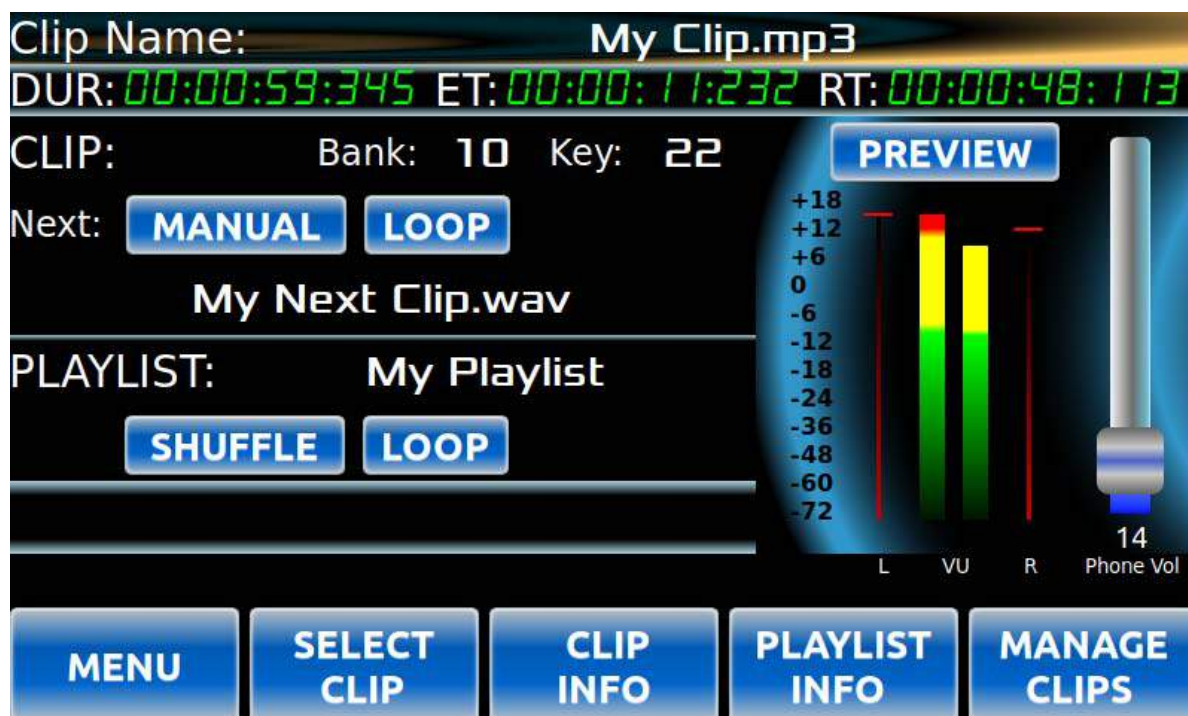 Clip Name: My Clip.mp3
DUR: 00:00:59:345 ET: 00:00:11:232 RT: 00:00:48:113
CLIP: Bank: 10 Key: 22
PREVIEW
Next: MANUAL LOOP
My Next Clip.wav
PLAYLIST: My Playlist
SHUFFLE LOOP
+18
+12
+6
0
-6
-12
-18
-24
-36
-48
-60
-72
14
L VU R Phone Vol
MENU
SELECT
CLIP
CLIP
INFO
PLAYLIST
INFO
MANAGE
CLIPS